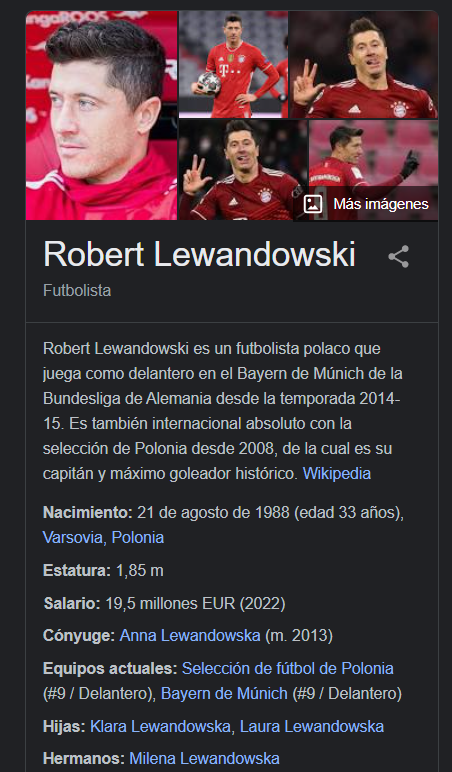 ngaROOS
Más imágenes
Robert Lewandowski
Futbolista
Robert Lewandowski es un futbolista polaco que
juega como delantero en el Bayern de Múnich de la
Bundesliga de Alemania desde la temporada 2014-
15. Es también internacional absoluto con la
selección de Polonia desde 2008, de la cual es su
capitán y máximo goleador histórico. Wikipedia
Nacimiento: 21 de agosto de 1988 (edad 33 años),
Varsovia, Polonia
Estatura: 1,85 m
Salario: 19,5 millones EUR (2022)
Cónyuge: Anna Lewandowska (m. 2013)
Equipos actuales: Selección de fútbol de Polonia
(#9 / Delantero), Bayern de Múnich (#9 / Delantero)
Hijas: Klara Lewandowska, Laura Lewandowska
Hermanos: Milena Lewandowska